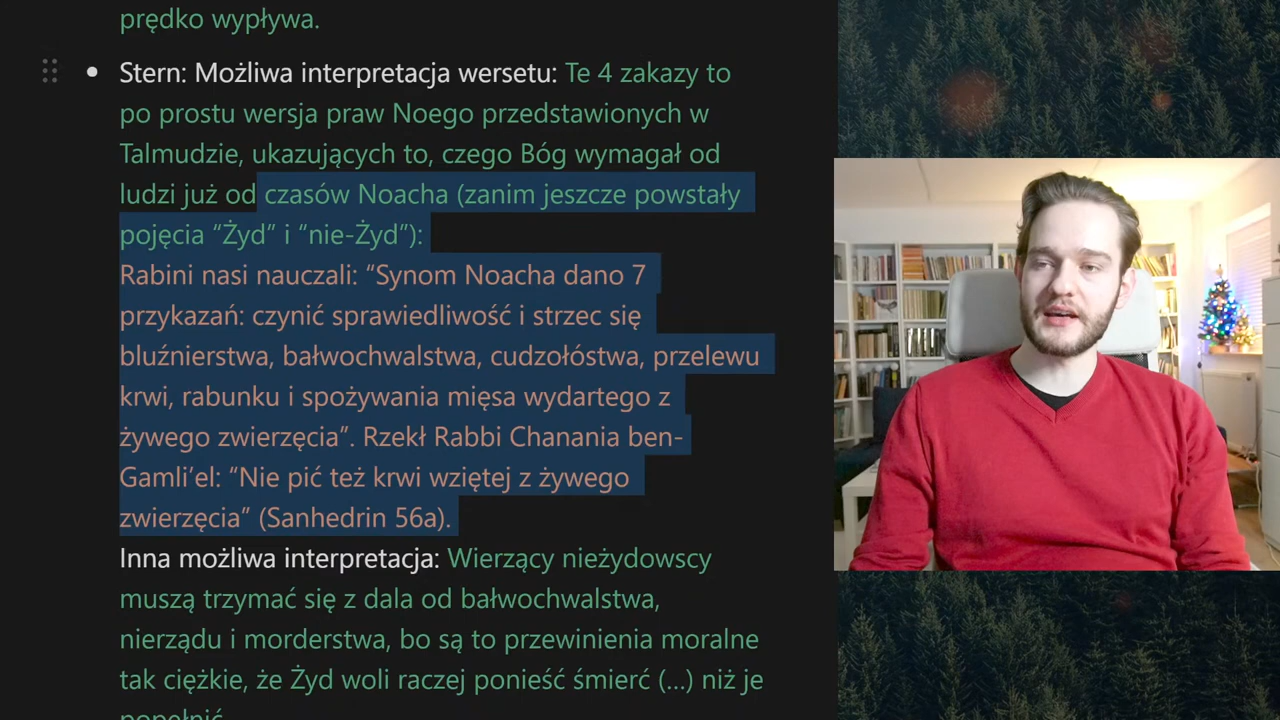 prędko wypływa.
Stern: Możliwa interpretacja wersetu: Te 4 zakazy to
po prostu wersja praw Noego przedstawionych w
Talmudzie, ukazujących to, czego Bóg wymagał od
ludzi już od czasów Noacha (zanim jeszcze powstały
pojęcia “Żyd” i “nie-Żyd”):
Rabini nasi nauczali: “Synom Noacha dano 7
przykazań: czynić sprawiedliwość i strzec się
bluźnierstwa, bałwochwalstwa, cudzołóstwa, przelewu
krwi, rabunku i spożywania mięsa wydartego z
żywego zwierzęcia”. Rzekł Rabbi Chanania ben-
Gamli’el: “Nie pić też krwi wziętej z żywego
zwierzęcia” (Sanhedrin 56a).
Inna możliwa interpretacja: Wierzący nieżydowscy
muszą trzymać się z dala od bałwochwalstwa,
nierządu i morderstwa, bo są to przewinienia moralne
tak ciężkie, że Żyd woli raczej ponieść śmierć (...) niż je
popełnić